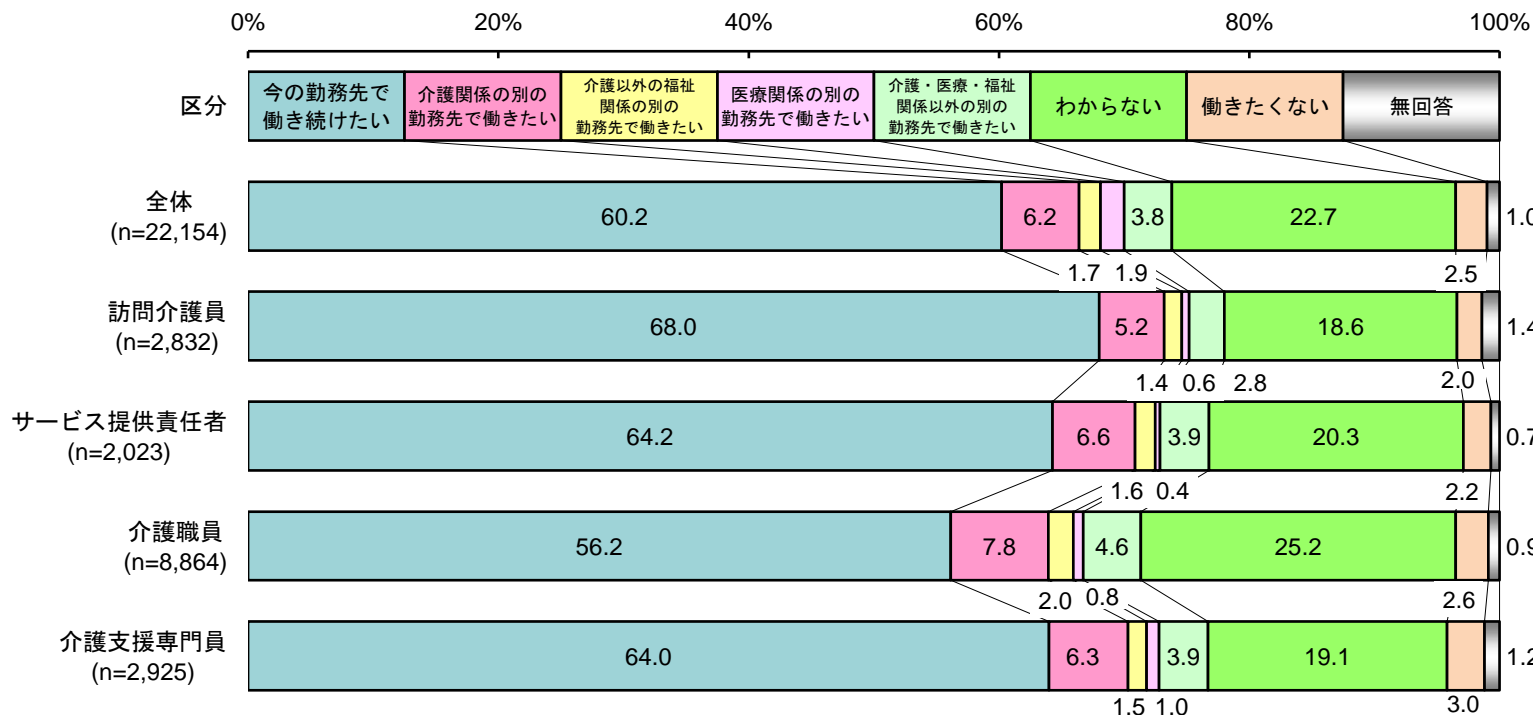 0%
20%
40%
60%
80%
100%
区分
今の勤務先で
働き続けたい
介護関係の別の
勤務先で働きたい
介護以外の福祉
関係の別の
勤務先で働きたい
医療関係の別の
勤務先で働きたい
介護・医療・福祉
関係以外の別の
勤務先で働きたい
わからない
働きたくない
無回答
全体
(n=22,154)
60.2
6.2
3.8
22.7
1.0
1.7
1.9
2.5
訪問介護員
(n=2,832)
68.0
5.2
18.6
1.4
1.4
0.6
2.8
2.0
サービス提供責任者
(n=2,023)
64.2
6.6
3.9
20.3
0.7
1.6
0.4
2.2
介護職員
(n=8,864)
56.2
7.8
4.6
25.2
0.9
2.0
0.8
2.6
介護支援専門員
(n=2,925)
64.0
6.3
3.9
19.1
1.2
1.5
1.0
3.0